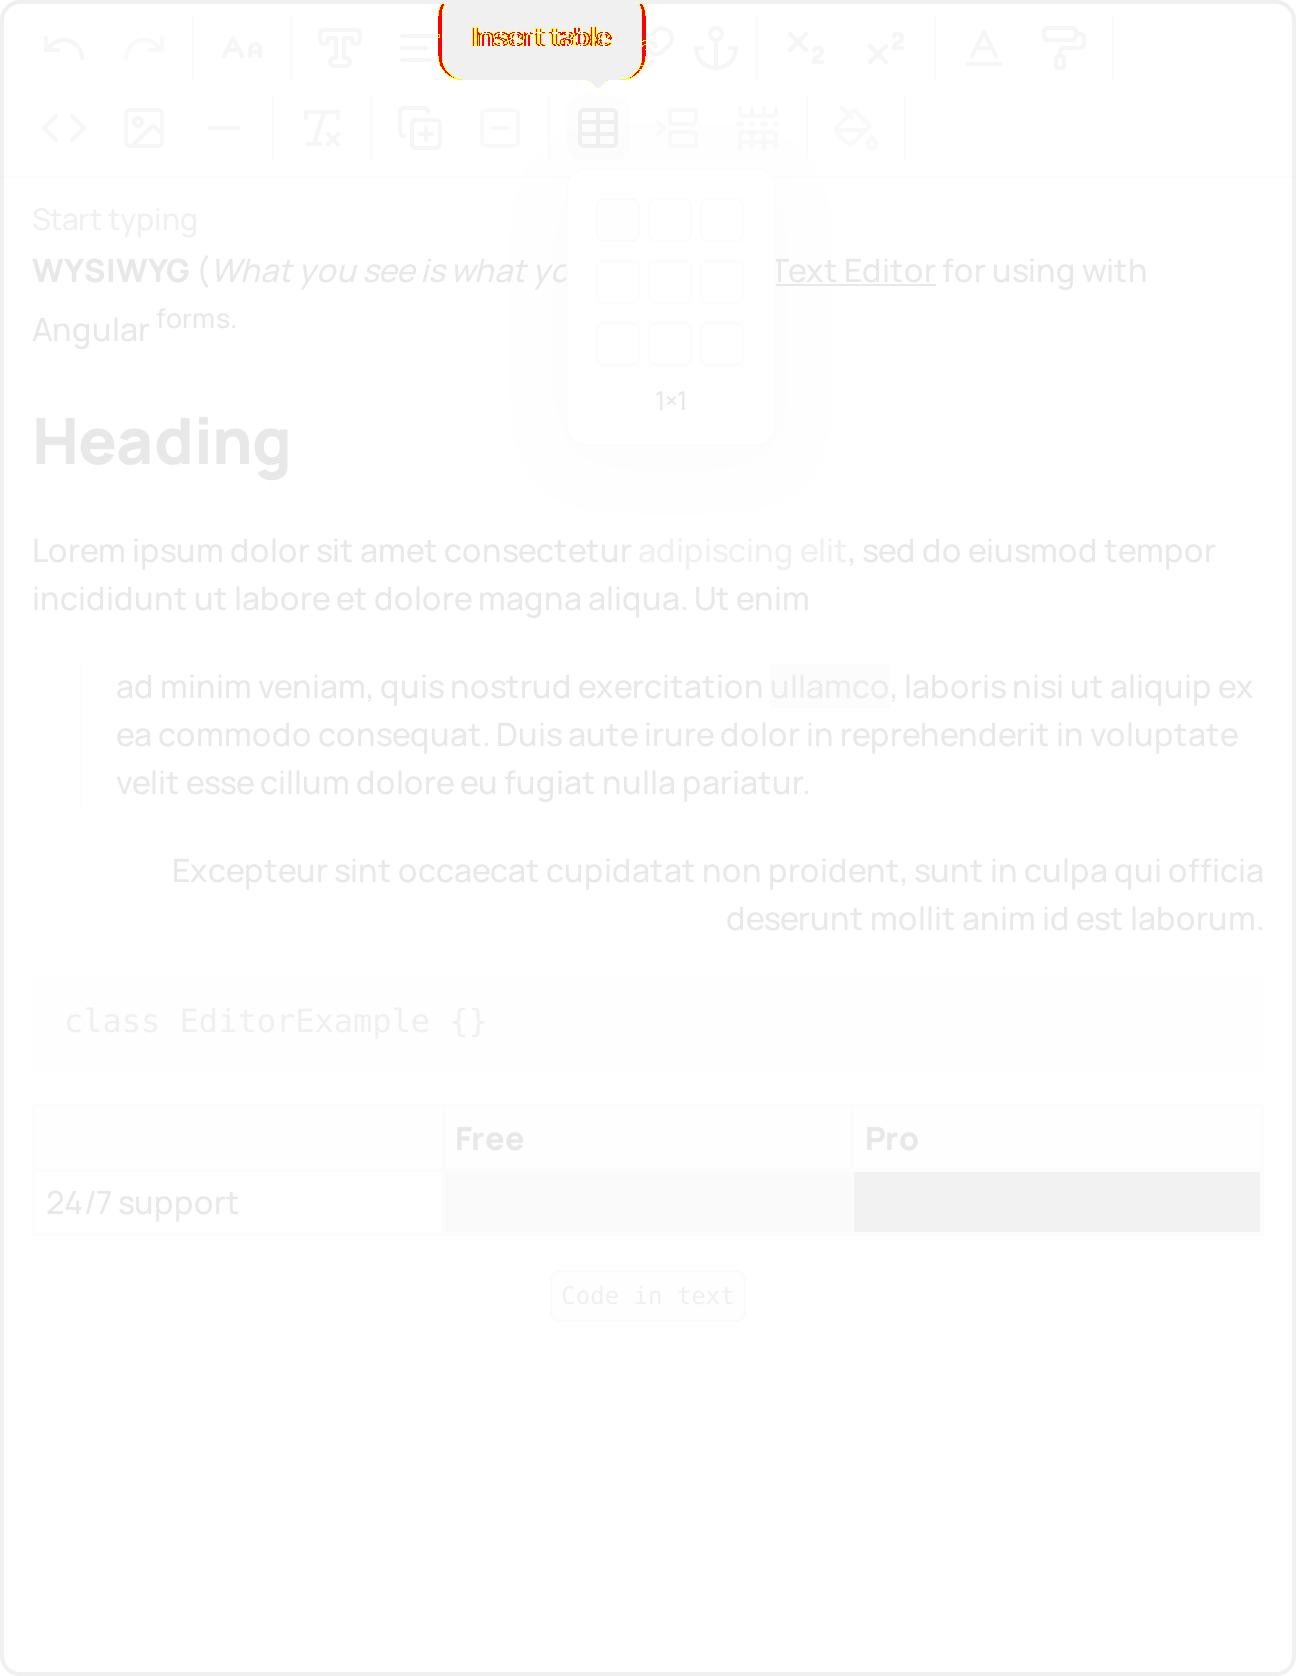 Insert table
Start typing
WYSIWYG (What you see is what yo Text Editor for using with
Angular forms.
1×1
Heading
Lorem ipsum dolor sit amet consectetur adipiscing elit, sed do eiusmod tempor
incididunt ut labore et dolore magna aliqua. Ut enim
ad minim veniam, quis nostrud exercitation ullamco, laboris nisi ut aliquip ex
ea commodo consequat. Duis aute irure dolor in reprehenderit in voluptate
velit esse cillum dolore eu fugiat nulla pariatur.
Excepteur sint occaecat cupidatat non proident, sunt in culpa qui officia
deserunt mollit anim id est laborum.
class EditorExample {}
Free Pro
24/7 support
Code in text